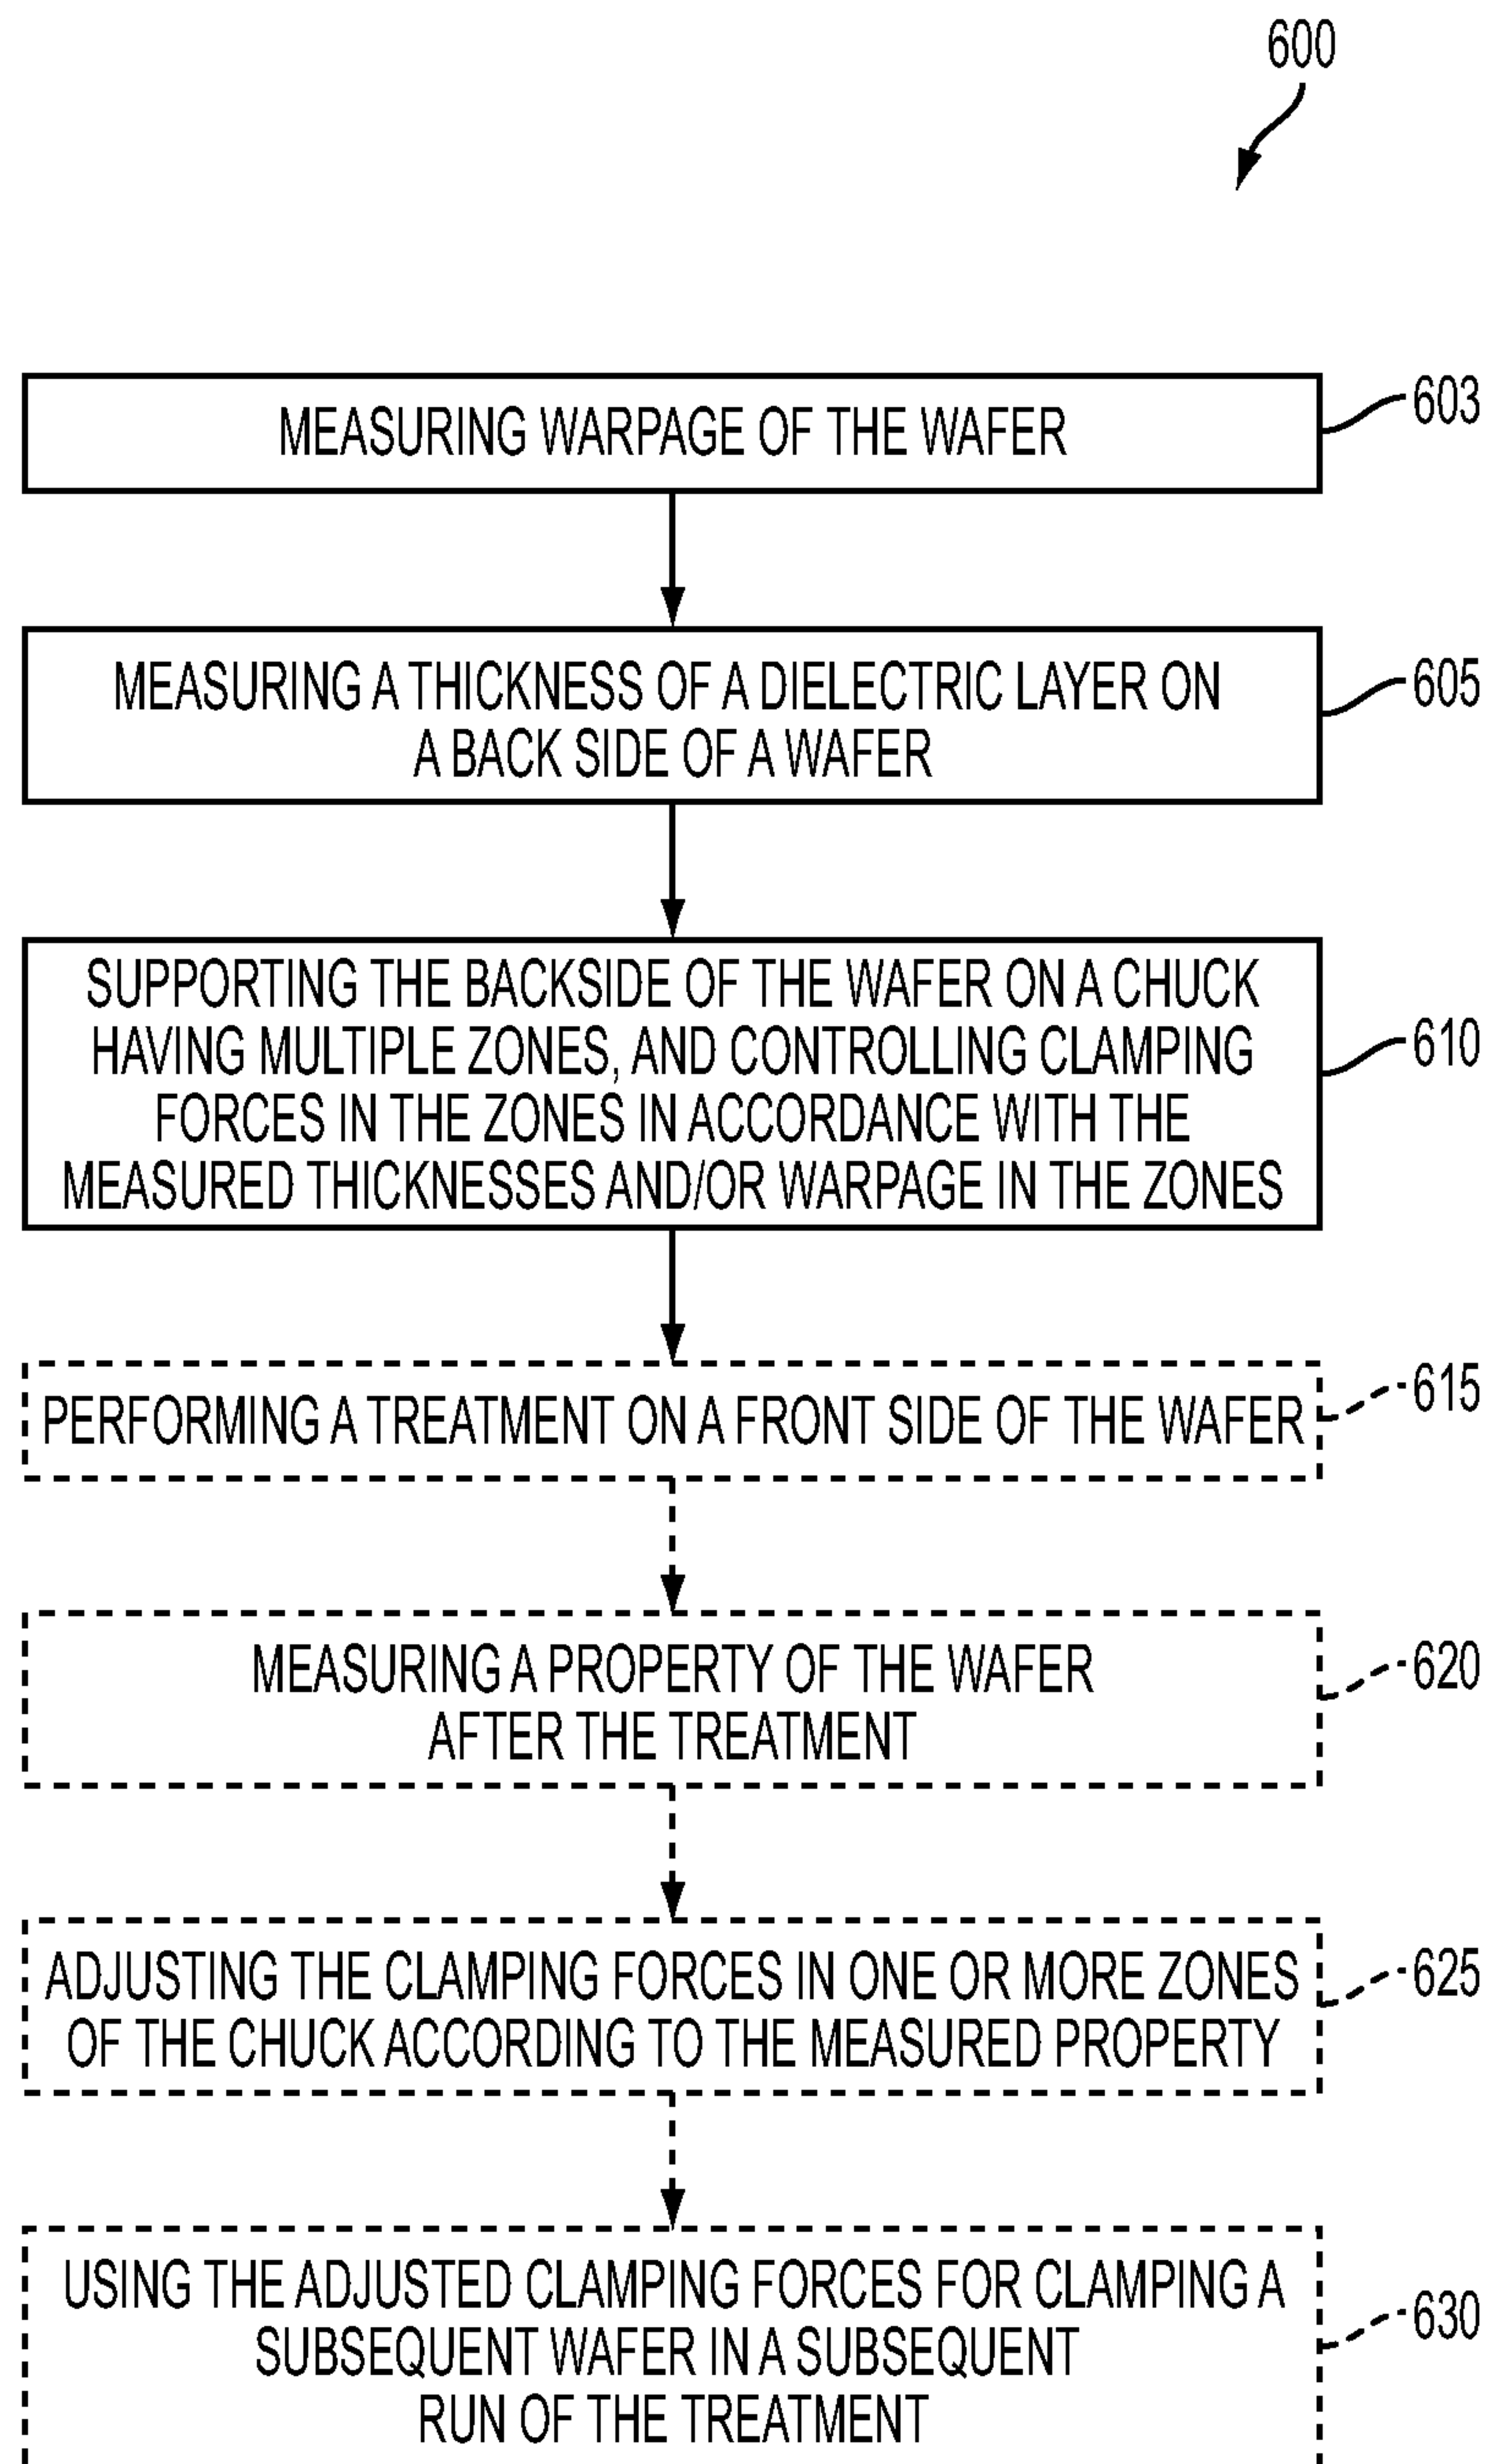 600
MEASURING WARPAGE OF THE WAFER
603
MEASURING A THICKNESS OF A DIELECTRIC LAYER ON
A BACK SIDE OF A WAFER
605
SUPPORTING THE BACKSIDE OF THE WAFER ON A CHUCK
HAVING MULTIPLE ZONES, AND CONTROLLING CLAMPING
FORCES IN THE ZONES IN ACCORDANCE WITH THE
MEASURED THICKNESSES AND/OR WARPAGE IN THE ZONES
610
PERFORMING A TREATMENT ON A FRONT SIDE OF THE WAFER
615
MEASURING A PROPERTY OF THE WAFER
AFTER THE TREATMENT
620
ADJUSTING THE CLAMPING FORCES IN ONE OR MORE ZONES
OF THE CHUCK ACCORDING TO THE MEASURED PROPERTY
625
USING THE ADJUSTED CLAMPING FORCES FOR CLAMPING A
SUBSEQUENT WAFER IN A SUBSEQUENT
RUN OF THE TREATMENT
630